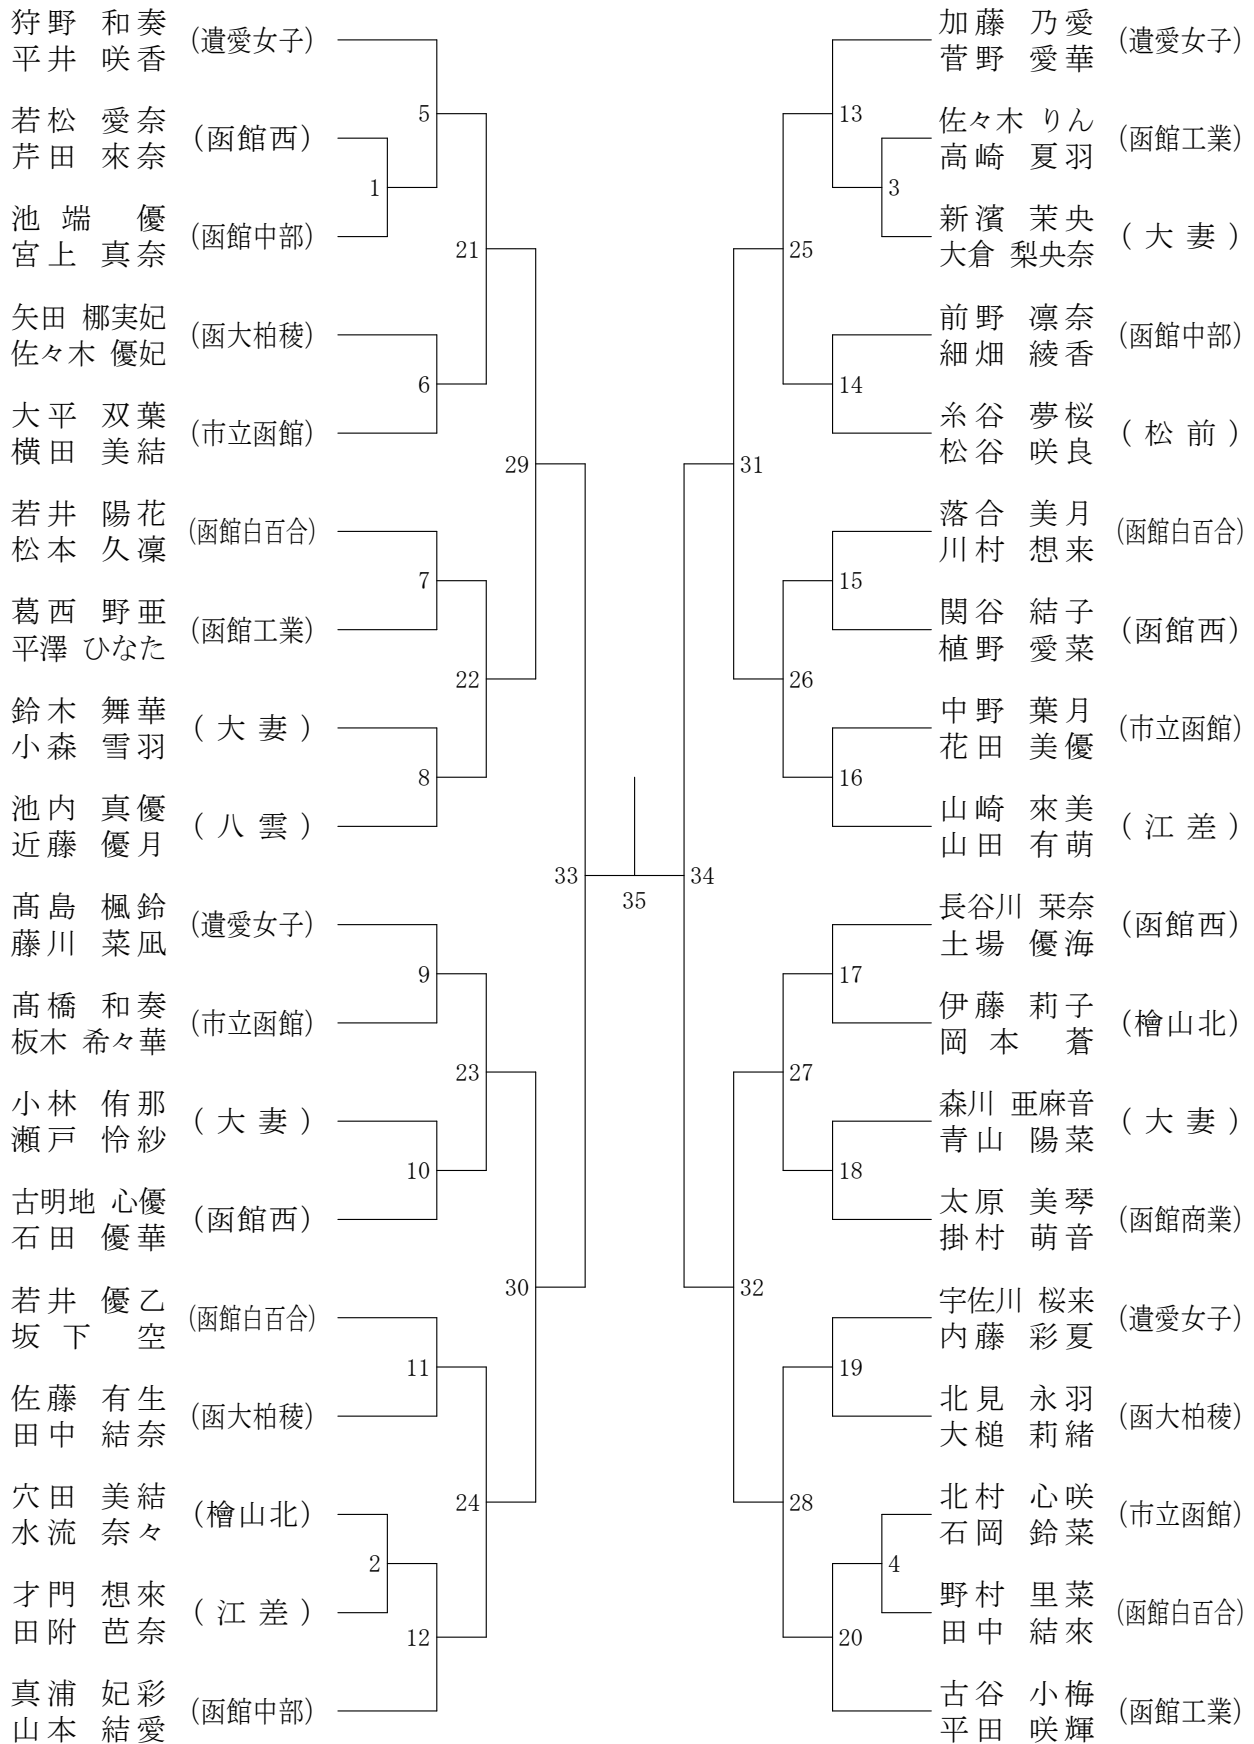 狩野 和奏
平井 咲香
(遺愛女子)
若松 愛奈
芹田 來奈
(函館西)
池端 優
宮上 真奈
(函館中部)
矢田 梛実妃
佐々木 優妃
(函大柏稜)
大平 双葉
横田 美結
(市立函館)
若井 陽花
松本 久凜
(函館白百合)
葛西 野亜
平澤 ひなた
(函館工業)
鈴木 舞華
小森 雪羽
(大妻)
池内 真優
近藤 優月
(八雲)
髙島 楓鈴
藤川 菜凪
(遺愛女子)
髙橋 和奏
板木 希々華
(市立函館)
小林 侑那
瀬戸 怜紗
(大妻)
古明地 心優
石田 優華
(函館西)
若井 優乙
坂下 空
(函館白百合)
佐藤 有生
田中 結奈
(函大柏稜)
穴田 美結
水流 奈々
(檜山北)
才門 想來
田附 芭奈
(江差)
真浦 妃彩
山本 結愛
(函館中部)
1
2
5
6
7
8
9
10
11
12
21
22
23
24
29
30
33
35
34
31
32
25
26
27
28
13
14
15
16
17
18
19
20
3
4
加藤 乃愛
菅野 愛華
(遺愛女子)
佐々木 りん
高崎 夏羽
(函館工業)
新濱 茉央
大倉 梨央奈
(大妻)
前野 凛奈
細畑 綾香
(函館中部)
糸谷 夢桜
松谷 咲良
(松前)
落合 美月
川村 想来
(函館白百合)
関谷 結子
植野 愛菜
(函館西)
中野 葉月
花田 美優
(市立函館)
山崎 來美
山田 有萌
(江差)
長谷川 栞奈
土場 優海
(函館西)
伊藤 莉子
岡本 蒼
(檜山北)
森川 亜麻音
青山 陽菜
(大妻)
太原 美琴
掛村 萌音
(函館商業)
宇佐川 桜来
内藤 彩夏
(遺愛女子)
北見 永羽
大槌 莉緒
(函大柏稜)
北村 心咲
石岡 鈴菜
(市立函館)
野村 里菜
田中 結來
(函館白百合)
古谷 小梅
平田 咲輝
(函館工業)